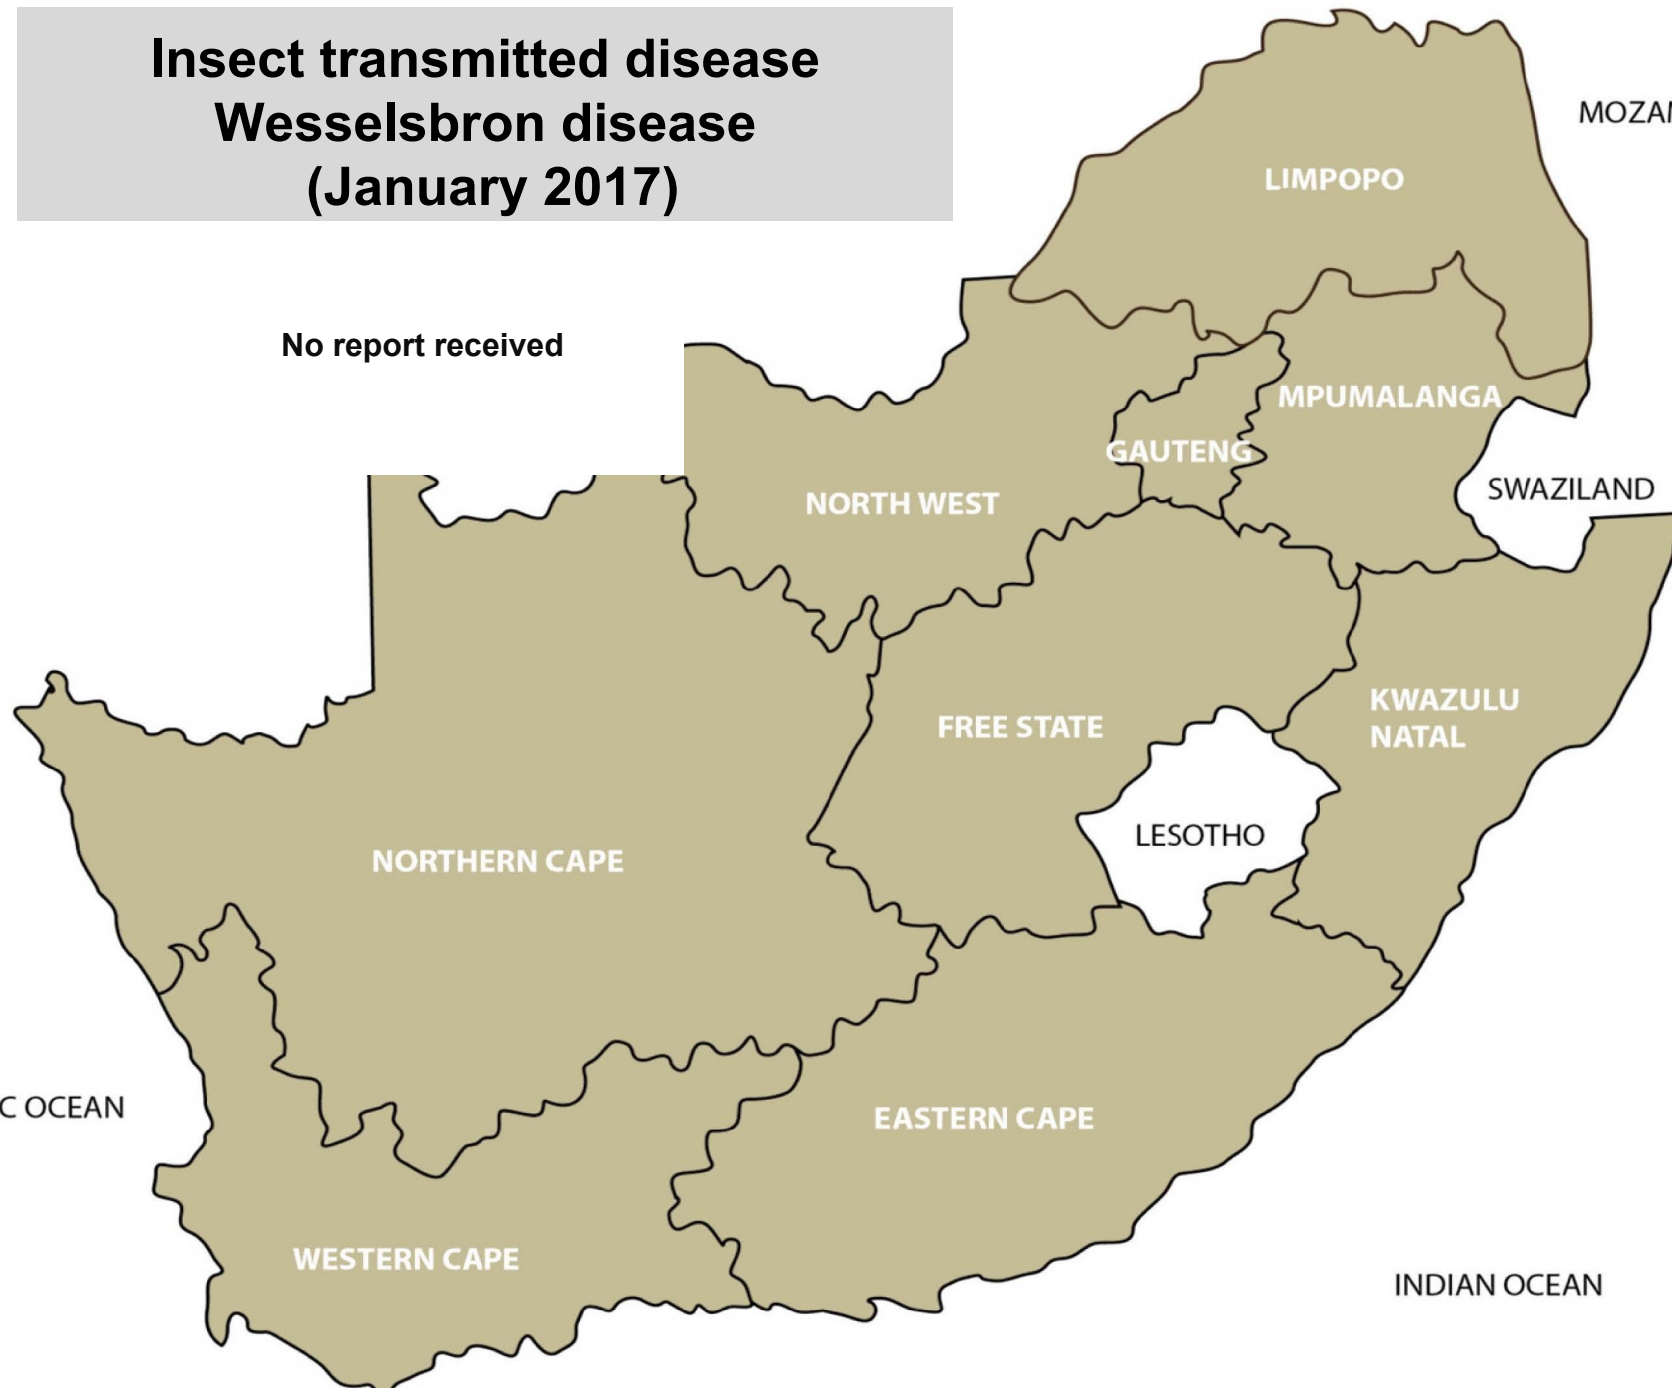 Insect transmitted disease
Wesselsbron disease
(January 2017)
MOZAM
LIMPOPO
No report received
MPUMALANGA
GAUTENG
SWAZILAND
NORTH WEST
KWAZULU
NATAL
FREE STATE
LESOTHO
NORTHERN CAPE
C OCEAN
EASTERN CAPE
WESTERN CAPE
INDIAN OCEAN